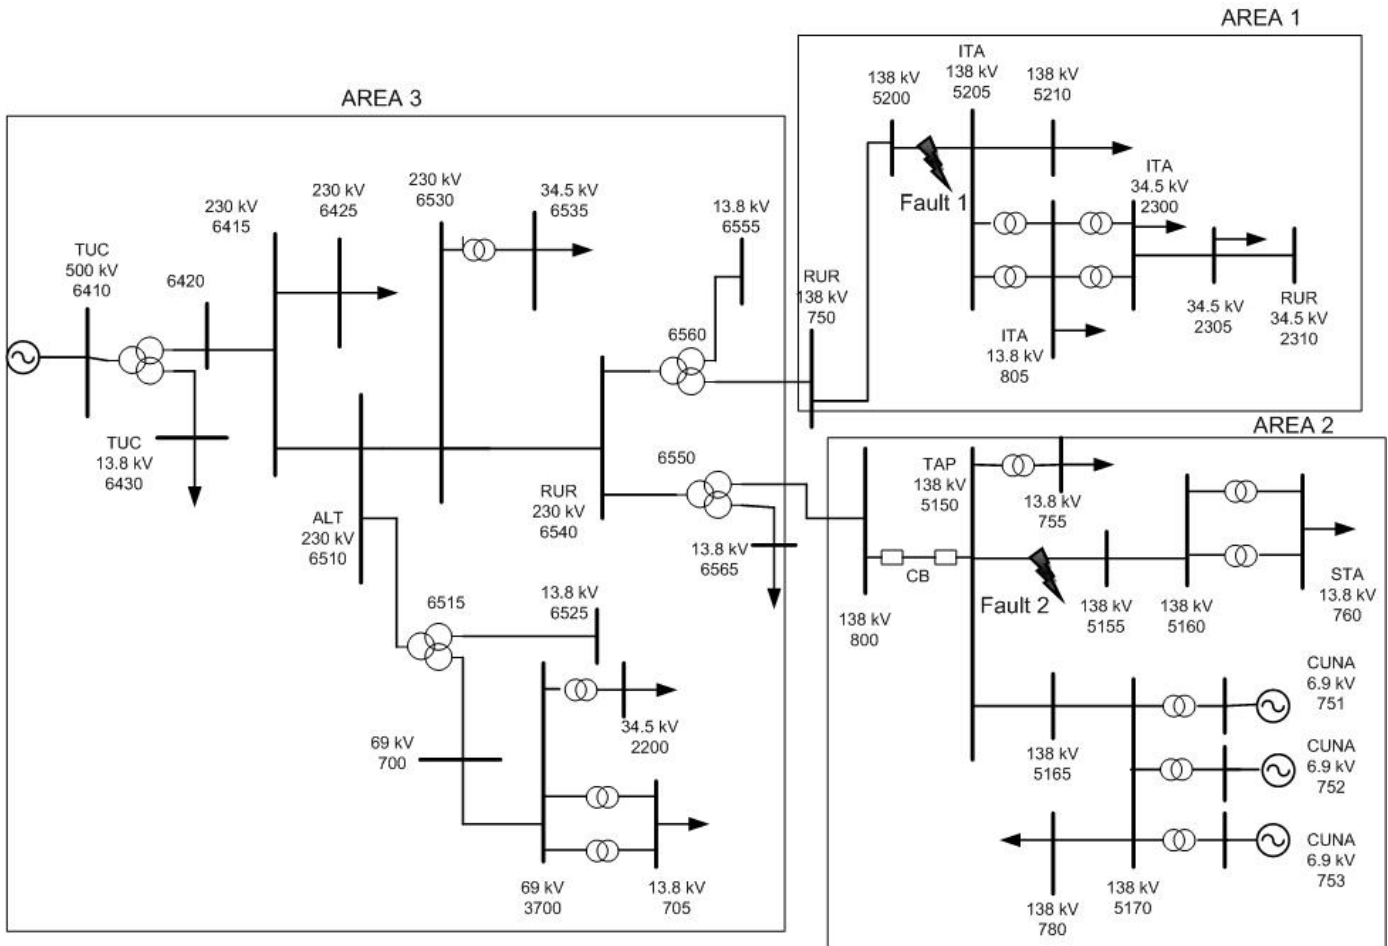 AREA 1
AREA 3
ITA
138 kV
5205
138 kV
5200
138 kV
5210
Fault 1
ITA
34.5 kV
2300
34.5 kV
2305
RUR
34.5 kV
2310
ITA
13.8 kV
805
RUR
138 kV
750
TUC
500 kV
6410
6420
230 kV
6415
230 kV
6425
230 kV
6530
34.5 kV
6535
13.8 kV
6555
6560
TUC
13.8 kV
6430
ALT
230 kV
6510
RUR
230 kV
6540
6550
13.8 kV
6565
6515
13.8 kV
6525
34.5 kV
2200
69 kV
700
69 kV
3700
13.8 kV
705
AREA 2
TAP
138 kV
5150
13.8 kV
755
CB
138 kV
800
Fault 2
138 kV
5155
138 kV
5160
STA
13.8 kV
760
138 kV
5165
CUNA
6.9 kV
751
CUNA
6.9 kV
752
CUNA
6.9 kV
753
138 kV
780
138 kV
5170